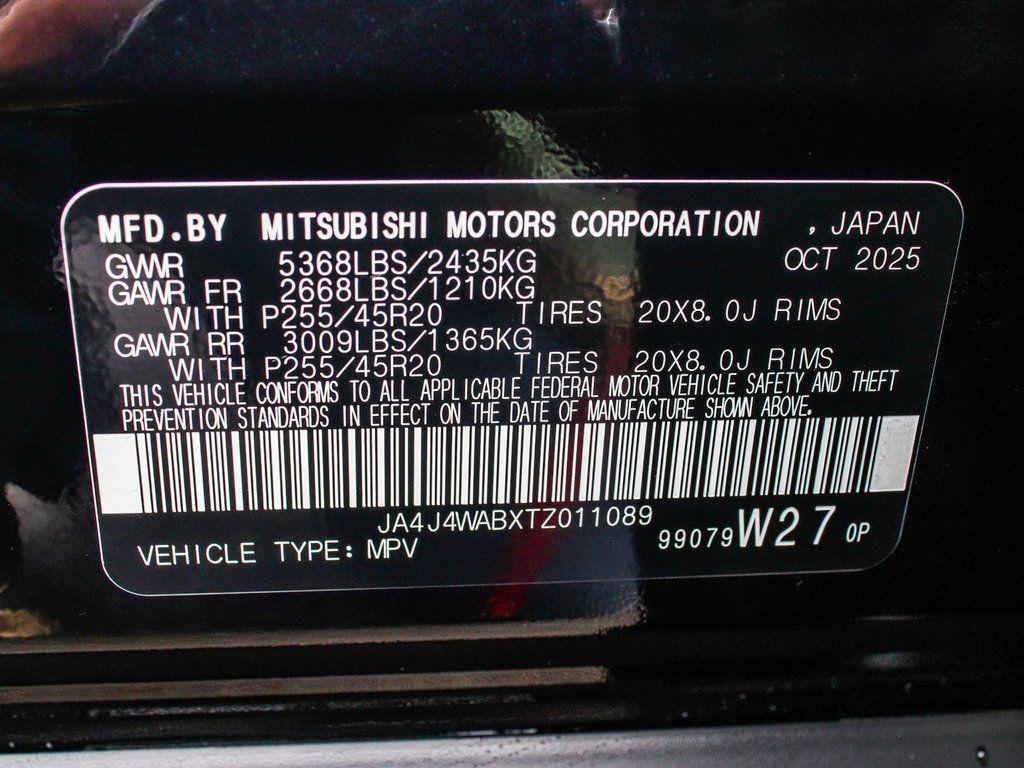 MFD.BY MITSUBISHI MOTORS CORPORATION , JAPAN
GVWR 5368LBS/2435KG OCT 2025
GAWR FR 2668LBS/1210KG
WITH P255/45R20 TIRES 20X8.0J RIMS
GAWR RR 3009LBS/1365KG
WITH P255/45R20 TIRES 20X8.0J RIMS
THIS VEHICLE CONFORMS TO ALL APPLICABLE FEDERAL MOTOR VEHICLE SAFETY AND THEFT
PREVENTION STANDARDS IN EFFECT ON THE DATE OF MANUFACTURE SHOWN ABOVE.
JA4J4WABXTZ011089
VEHICLE TYPE: MPV 99079 W27 0P